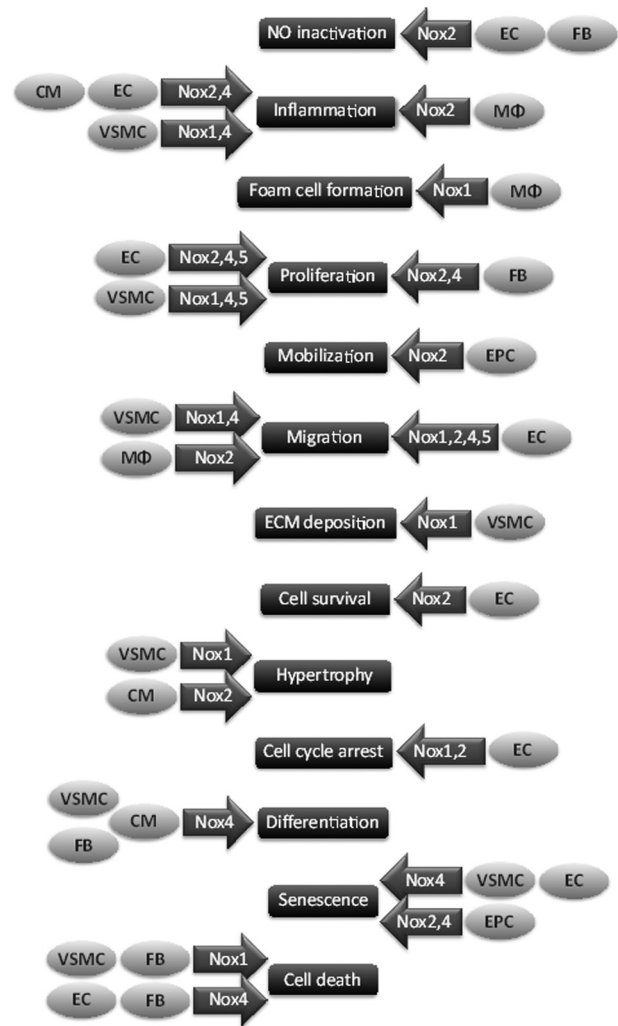 NO inactivation Nox2 EC FB
CM EC Nox2,4
Inflammation Nox2 MΦ
VSMC Nox1,4
Foam cell formation Nox1 MΦ
EC Nox2,4,5
Proliferation Nox2,4 FB
VSMC Nox1,4,5
Mobilization Nox2 EPC
VSMC Nox1,4
Migration Nox1,2,4,5 EC
MΦ Nox2
ECM deposition Nox1 VSMC
Cell survival Nox2 EC
VSMC Nox1
Hypertrophy
CM Nox2
Cell cycle arrest Nox1,2 EC
VSMC
CM Nox4 Differentiation
FB
Nox4 VSMC EC
Senescence
Nox2,4 EPC
VSMC FB Nox1
Cell death
EC FB Nox4